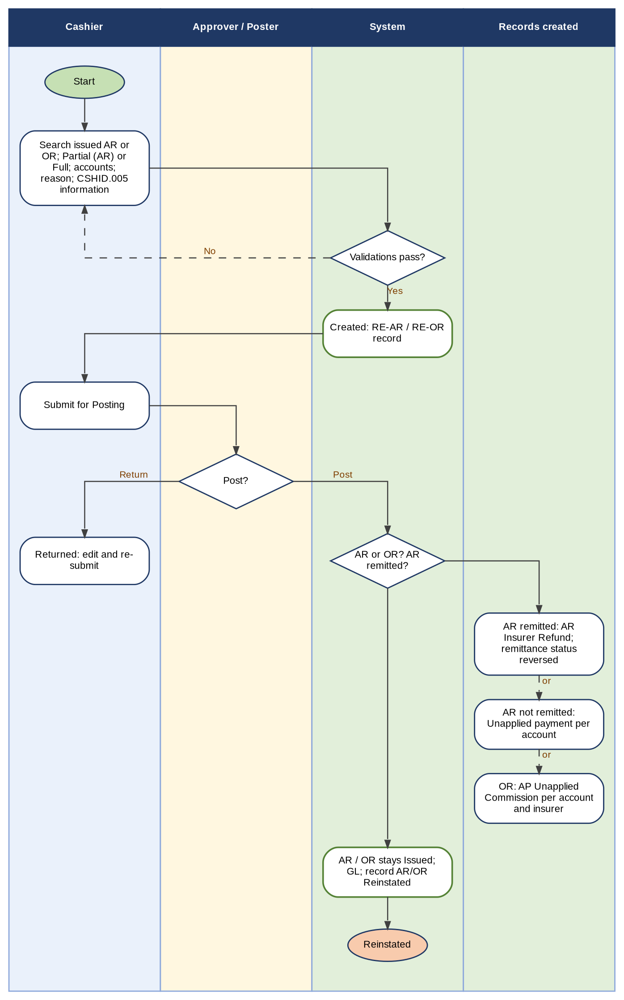 Cashier
Approver / Poster
System
Records created
Start
Search issued AR or
OR; Partial (AR) or
Full; accounts;
reason; CSHID.005
information
No
Validations pass?
Yes
Created: RE-AR / RE-OR
record
Submit for Posting
Return
Post?
Post
Returned: edit and re-
submit
AR or OR? AR
remitted?
AR remitted: AR
Insurer Refund;
remittance status
reversed
or
AR not remitted:
Unapplied payment per
account
or
OR: AP Unapplied
Commission per account
and insurer
AR / OR stays Issued;
GL; record AR/OR
Reinstated
Reinstated